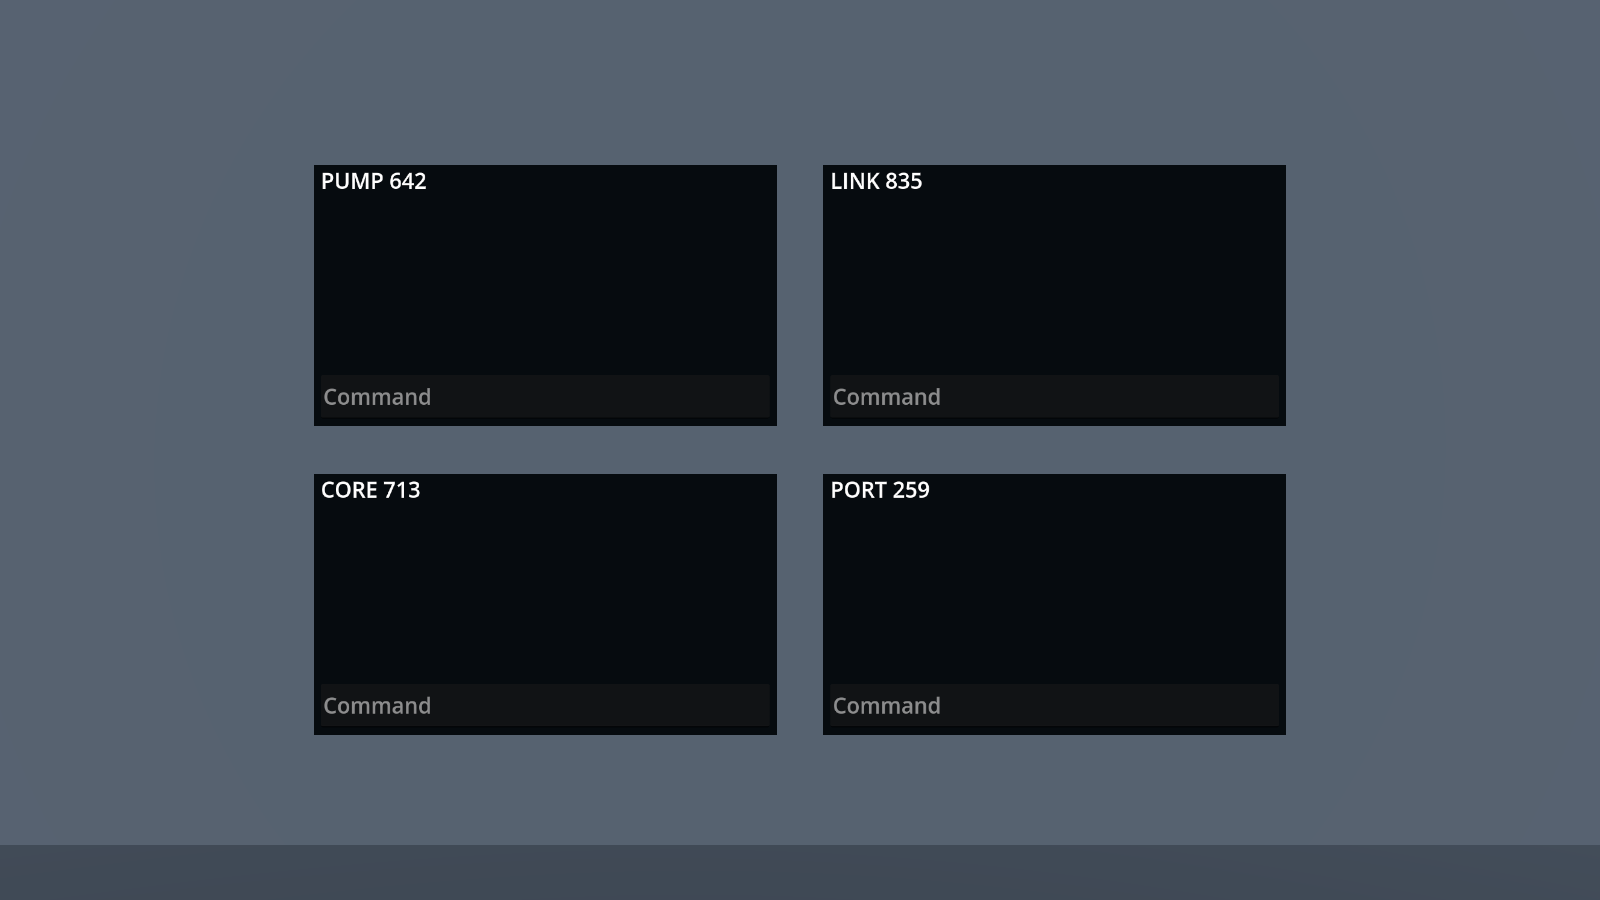 PUMP 642
Command
LINK 835
Command
CORE 713
Command
PORT 259
Command